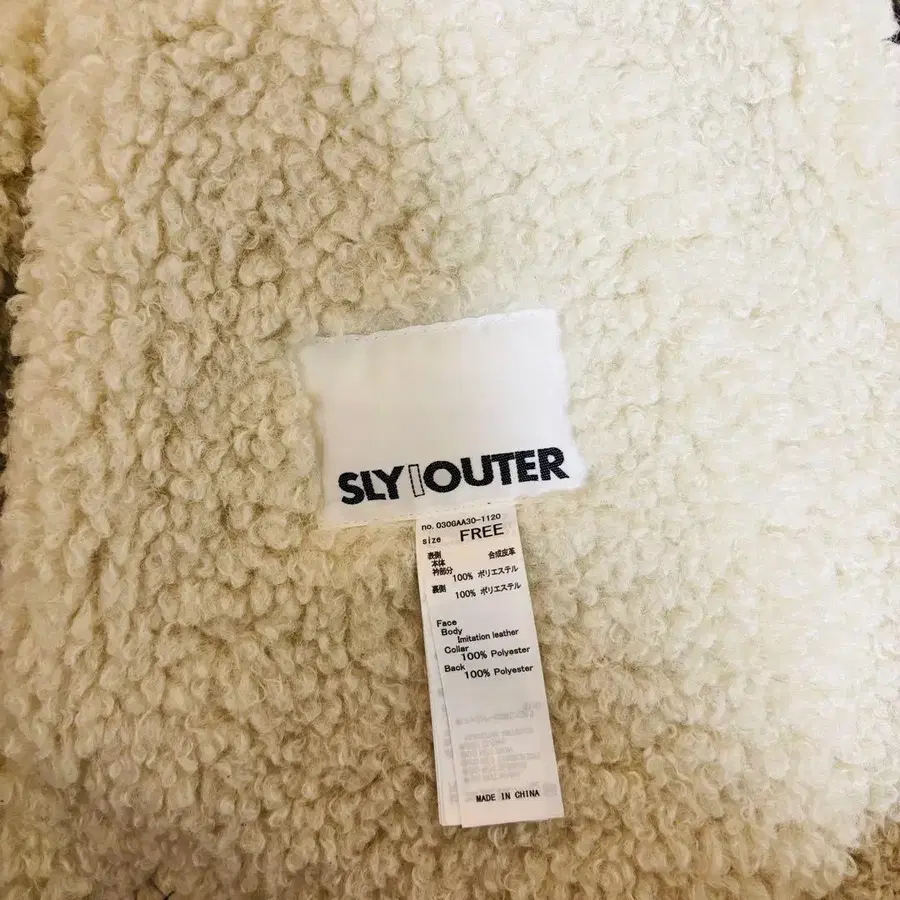 SLY OUTER
no. 030GAA30-1120
size FREE
表側
本体 合成皮革
衿部分
100% ポリエステル
裏側
100% ポリエステル
Face
Body
Imitation leather
Collar
100% Polyester
Back
100% Polyester
MADE IN CHINA